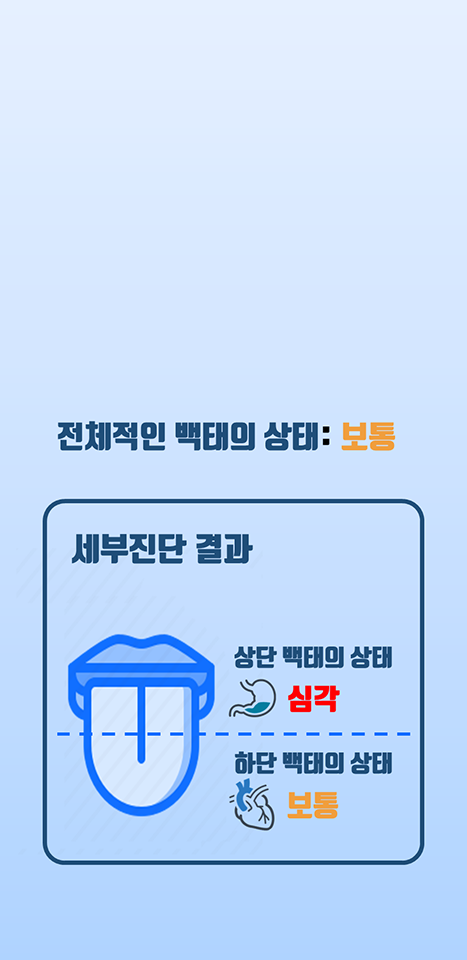 전체적인 백태의 상태: 보통
세부진단 결과
상단 백태의 상태
심각
하단 백태의 상태
보통